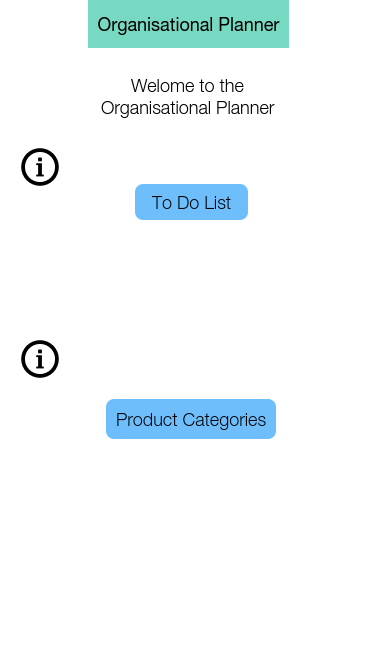 Organisational Planner
Welome to the
Organisational Planner
To Do List
Product Categories